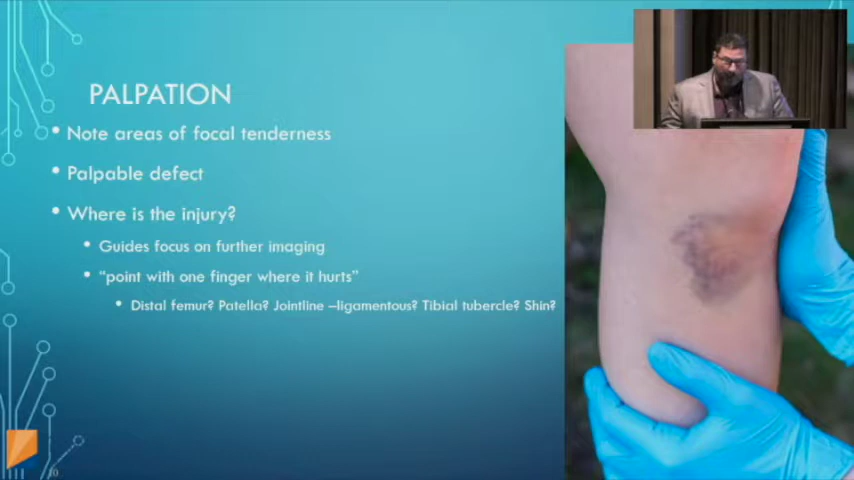 PALPATION
• Note areas of focal tenderness
• Palpable defect
• Where is the injury?
• Guides focus on further imaging
• "point with one finger where it hurts"
• Distal femur? Patella? Jointline –ligamentous? Tibial tubercle? Shin?
10